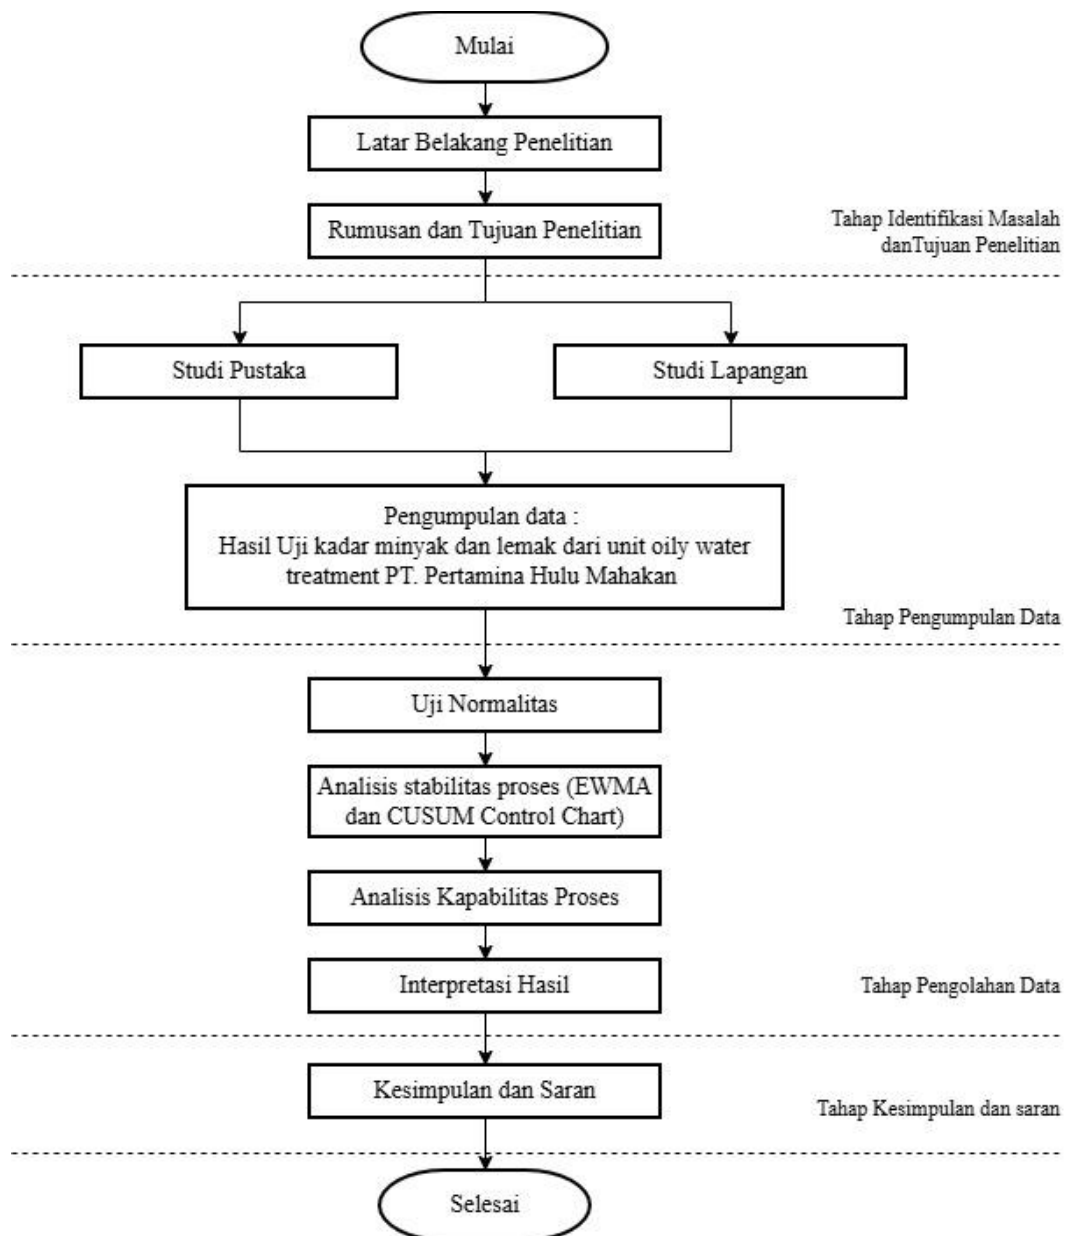 Mulai
Latar Belakang Penelitian
Rumusan dan Tujuan Penelitian
Tahap Identifikasi Masalah
danTujuan Penelitian
Studi Pustaka
Studi Lapangan
Pengumpulan data :
Hasil Uji kadar minyak dan lemak dari unit oily water
treatment PT. Pertamina Hulu Mahakan
Tahap Pengumpulan Data
Uji Normalitas
Analisis stabilitas proses (EWMA
dan CUSUM Control Chart)
Analisis Kapabilitas Proses
Interpretasi Hasil
Tahap Pengolahan Data
Kesimpulan dan Saran
Tahap Kesimpulan dan saran
Selesai